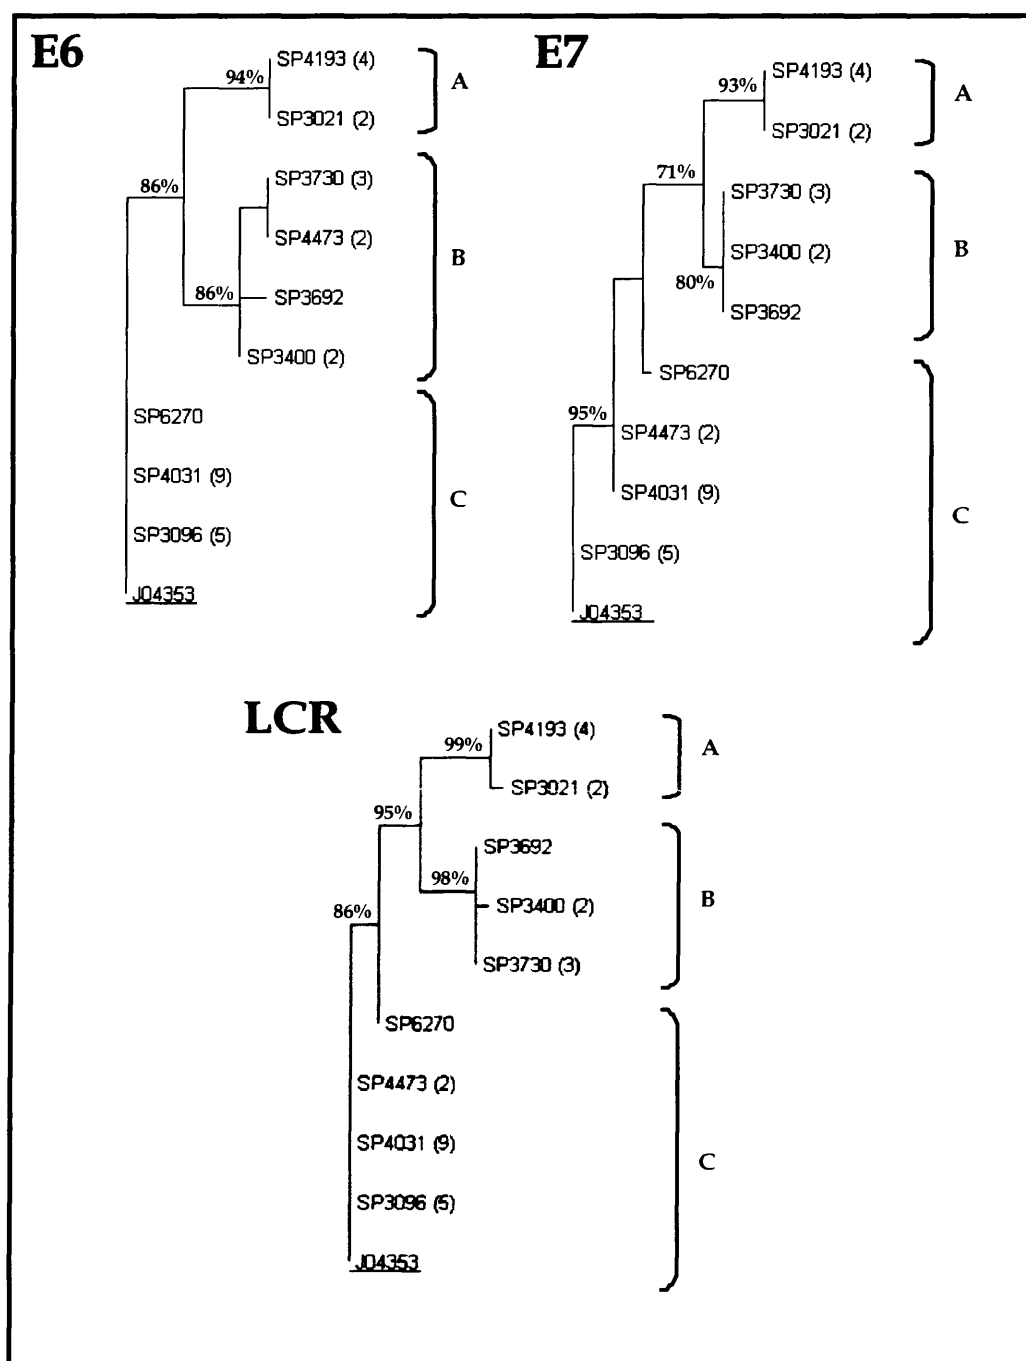 E6
SP4193 (4)
94%
A
SP3021 (2)
SP3730 (3)
86%
SP4473 (2)
B
86%
SP3692
SP3400 (2)
SP6270
SP4031 (9)
C
SP3096 (5)
J04353
E7
SP4193 (4)
93%
A
SP3021 (2)
71%
SP3730 (3)
SP3400 (2)
B
80%
SP3692
SP6270
95%
SP4473 (2)
SP4031 (9)
C
SP3096 (5)
J04353
LCR
SP4193 (4)
99%
A
SP3021 (2)
95%
SP3692
98%
SP3400 (2)
B
86%
SP3730 (3)
SP6270
SP4473 (2)
SP4031 (9)
C
SP3096 (5)
J04353